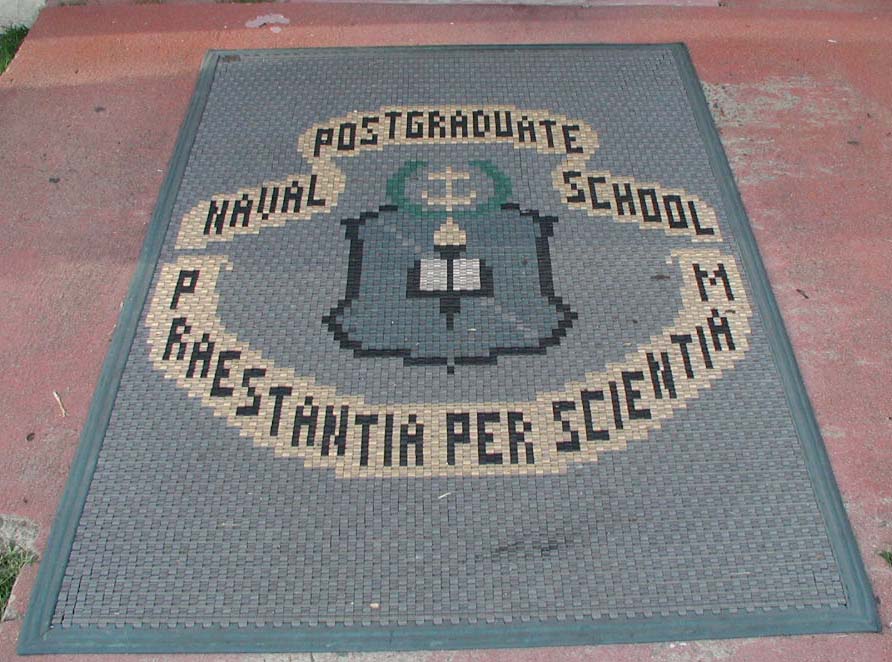 NAVAL POSTGRADUATE SCHOOL
PRAESTANTIA PER SCIENTIAM